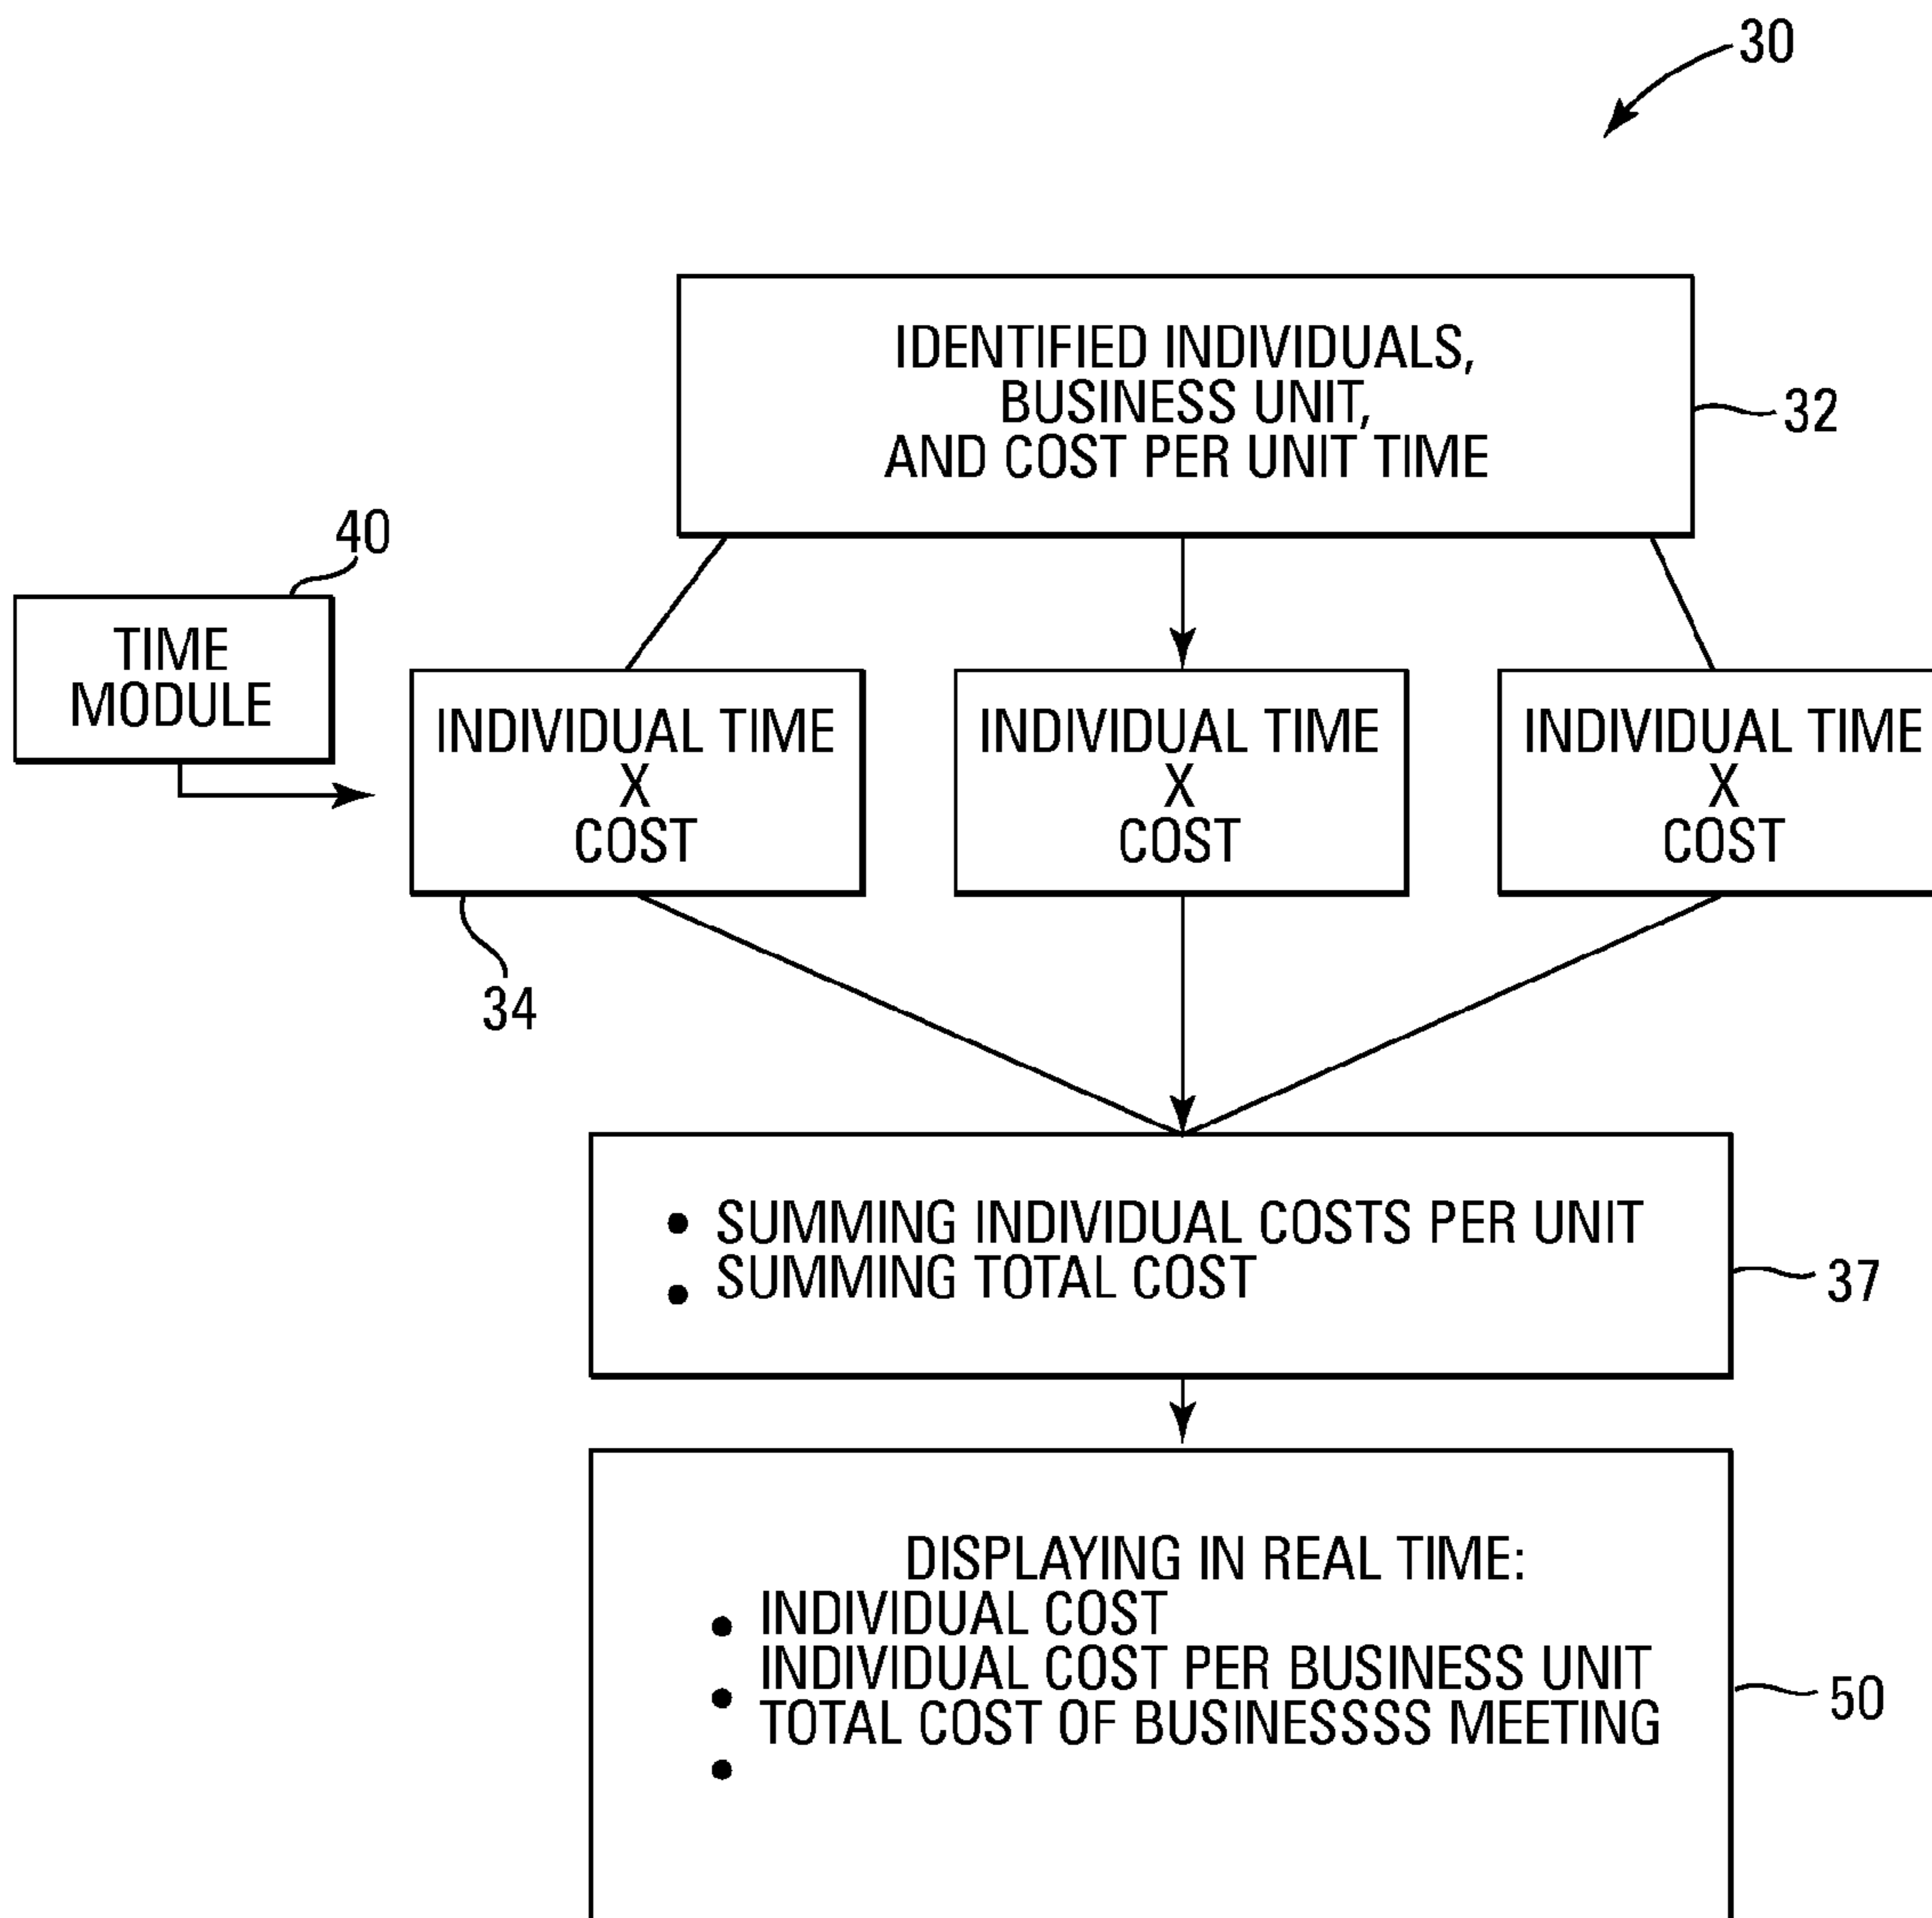 30
IDENTIFIED INDIVIDUALS,
BUSINESS UNIT,
AND COST PER UNIT TIME
32
40
TIME
MODULE
INDIVIDUAL TIME
X
COST
INDIVIDUAL TIME
X
COST
INDIVIDUAL TIME
X
COST
34
• SUMMING INDIVIDUAL COSTS PER UNIT
• SUMMING TOTAL COST
37
DISPLAYING IN REAL TIME:
• INDIVIDUAL COST
• INDIVIDUAL COST PER BUSINESS UNIT
• TOTAL COST OF BUSINESSSS MEETING
50